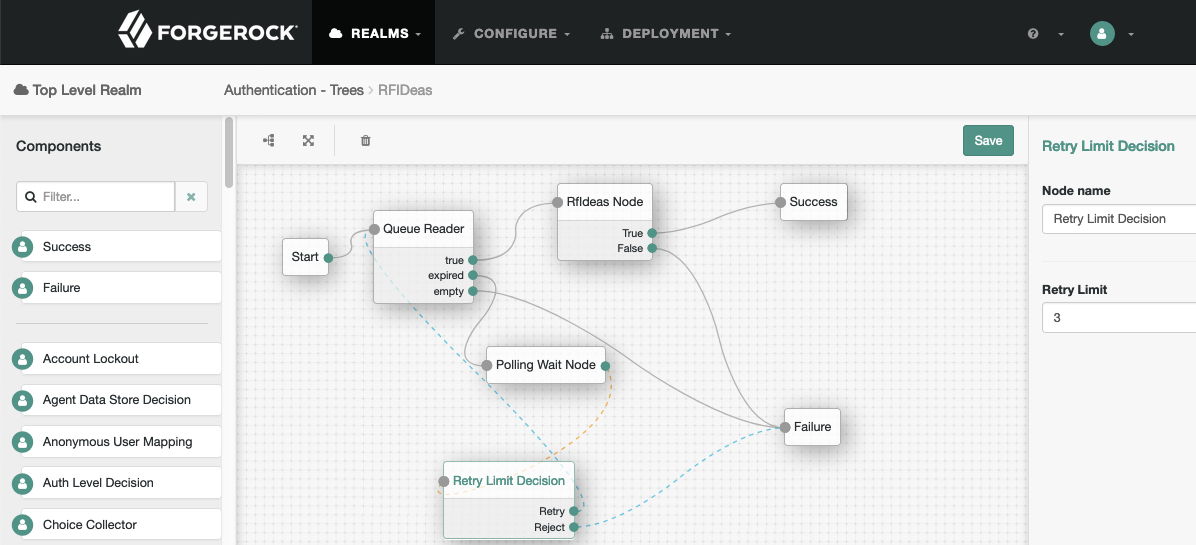 FORGEROCK
REALMS
CONFIGURE
DEPLOYMENT
Top Level Realm
Authentication - Trees
RFIDeas
Components
Filter...
Success
Failure
Account Lockout
Agent Data Store Decision
Anonymous User Mapping
Auth Level Decision
Choice Collector
Save
Start
Queue Reader
true
expired
empty
RfIdeas Node
True
False
Success
Polling Wait Node
Failure
Retry Limit Decision
Retry
Reject
Retry Limit Decision
Node name
Retry Limit Decision
Retry Limit
3